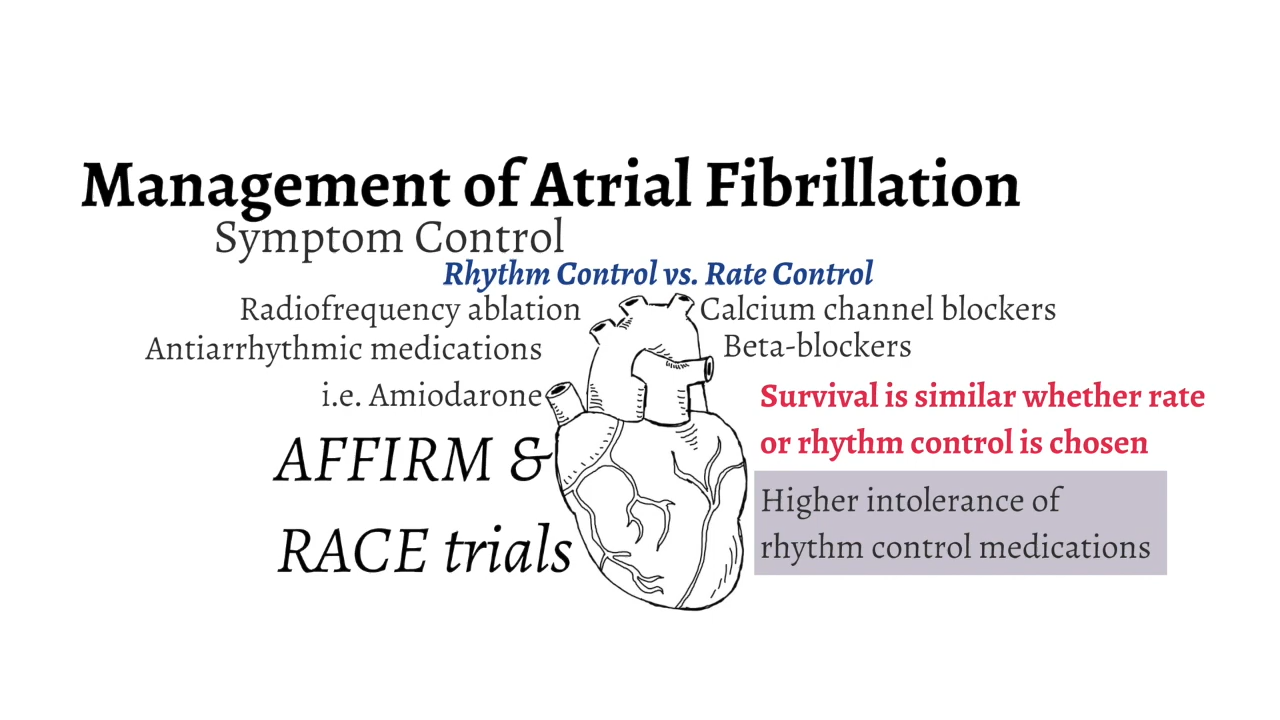 Management of Atrial Fibrillation
Symptom Control
Rhythm Control vs. Rate Control
Radiofrequency ablation
Antiarrhythmic medications
i.e. Amiodarone
Calcium channel blockers
Beta-blockers
AFFIRM &
RACE trials
Survival is similar whether rate
or rhythm control is chosen
Higher intolerance of
rhythm control medications